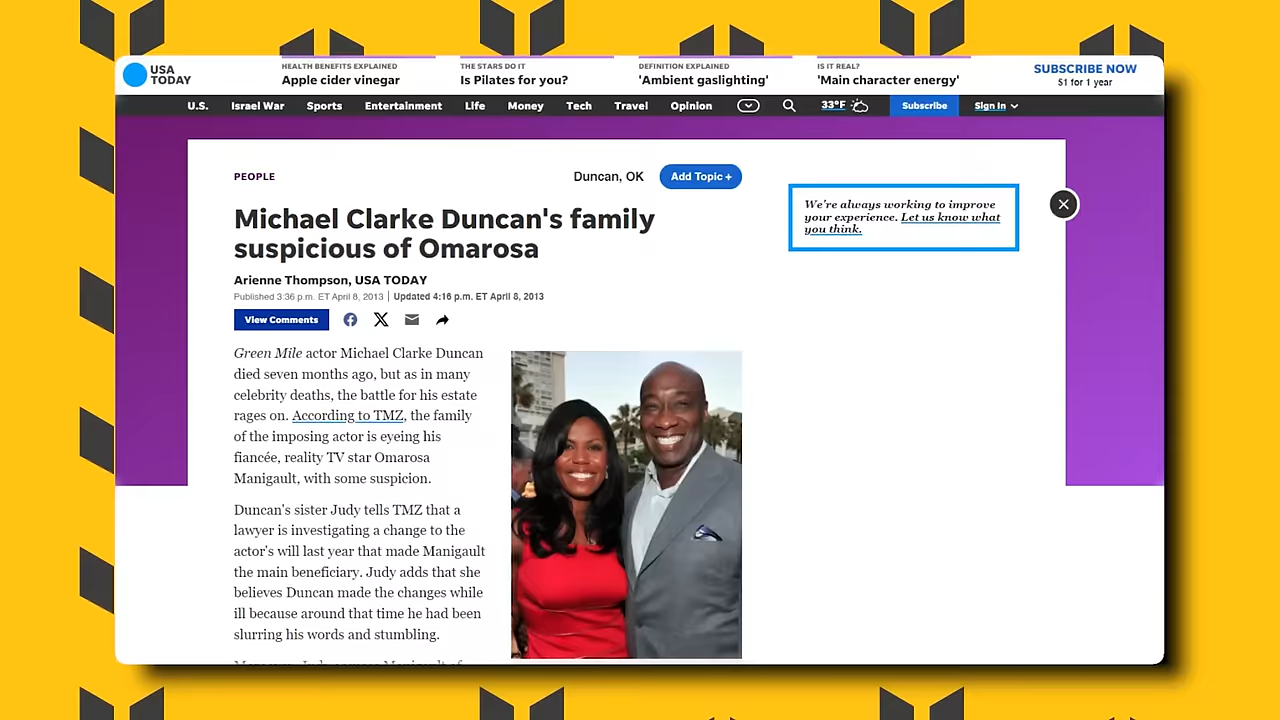 USA
TODAY
HEALTH BENEFITS EXPLAINED
Apple cider vinegar
THE STARS DO IT
Is Pilates for you?
DEFINITION EXPLAINED
'Ambient gaslighting'
IS IT REAL?
'Main character energy'
SUBSCRIBE NOW
$1 for 1 year
U.S. Israel War Sports Entertainment Life Money Tech Travel Opinion 33°F Subscribe Sign In
PEOPLE
Duncan, OK
Add Topic +
Michael Clarke Duncan's family
suspicious of Omarosa
Arienne Thompson, USA TODAY
Published 3:36 p.m. ET April 8, 2013 | Updated 4:16 p.m. ET April 8, 2013
View Comments
Green Mile actor Michael Clarke Duncan
died seven months ago, but as in many
celebrity deaths, the battle for his estate
rages on. According to TMZ, the family
of the imposing actor is eyeing his
fiancée, reality TV star Omarosa
Manigault, with some suspicion.
Duncan's sister Judy tells TMZ that a
lawyer is investigating a change to the
actor's will last year that made Manigault
the main beneficiary. Judy adds that she
believes Duncan made the changes while
ill because around that time he had been
slurring his words and stumbling.
We're always working to improve
your experience. Let us know what
you think.